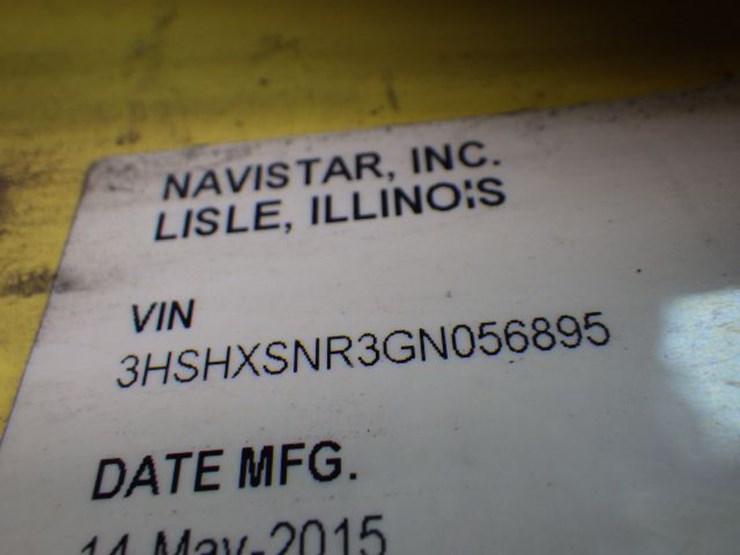 NAVISTAR, INC.
LISLE, ILLINOIS
VIN
3HSHXSNR3GN056895
DATE MFG.
14 May-2015